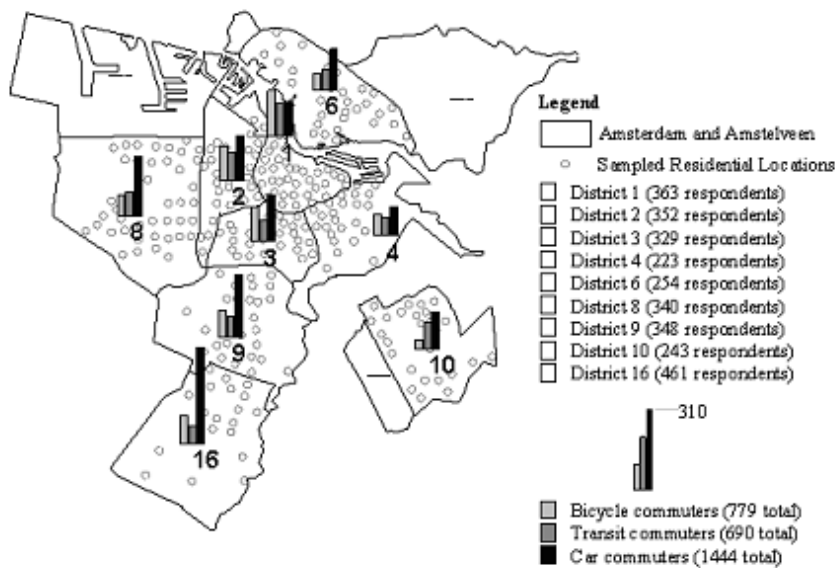 6
2
8
3
4
9
10
16
Legend
Amsterdam and Amstelveen
Sampled Residential Locations
District 1 (363 respondents)
District 2 (352 respondents)
District 3 (329 respondents)
District 4 (223 respondents)
District 6 (254 respondents)
District 8 (340 respondents)
District 9 (348 respondents)
District 10 (243 respondents)
District 16 (461 respondents)
310
Bicycle commuters (779 total)
Transit commuters (690 total)
Car commuters (1444 total)